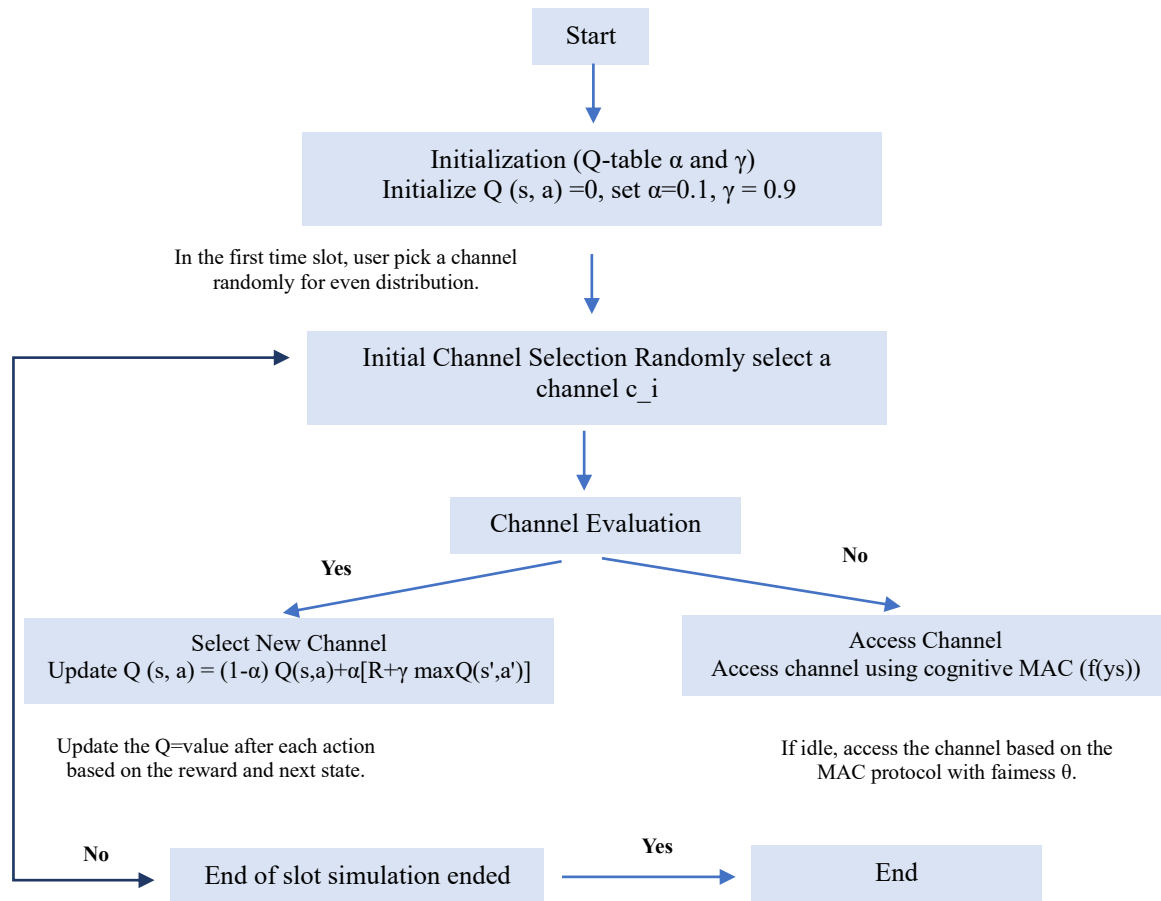 Start
Initialization (Q-table α and γ)
Initialize Q (s, a) =0, set α=0.1, γ = 0.9
In the first time slot, user pick a channel
randomly for even distribution.
Initial Channel Selection Randomly select a
channel c_i
Channel Evaluation
Yes
No
Select New Channel
Update Q (s, a) = (1-α) Q(s,a)+α[R+γ maxQ(s',a')]
Access Channel
Access channel using cognitive MAC (f(ys))
Update the Q=value after each action
based on the reward and next state.
If idle, access the channel based on the
MAC protocol with faimess θ.
No
End of slot simulation ended
Yes
End